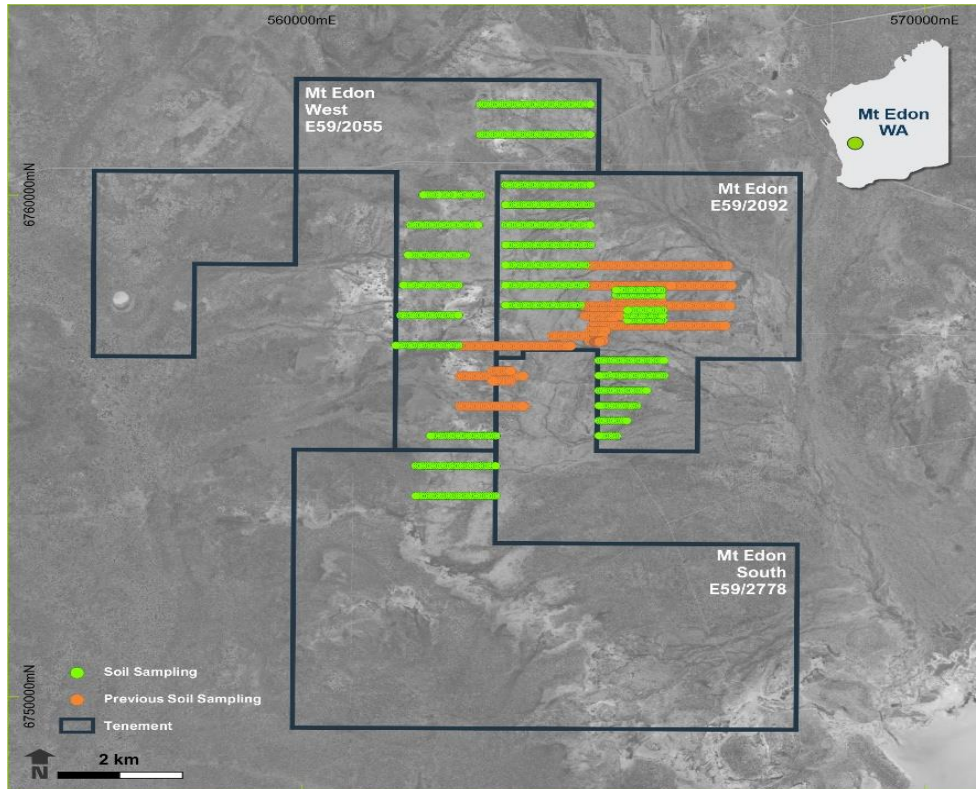 560000mE
570000mE
Mt Edon
West
E59/2055
Mt Edon
WA
6760000mN
Mt Edon
E59/2092
Mt Edon
South
E59/2778
6750000mN
Soil Sampling
Previous Soil Sampling
Tenement
N
2 km